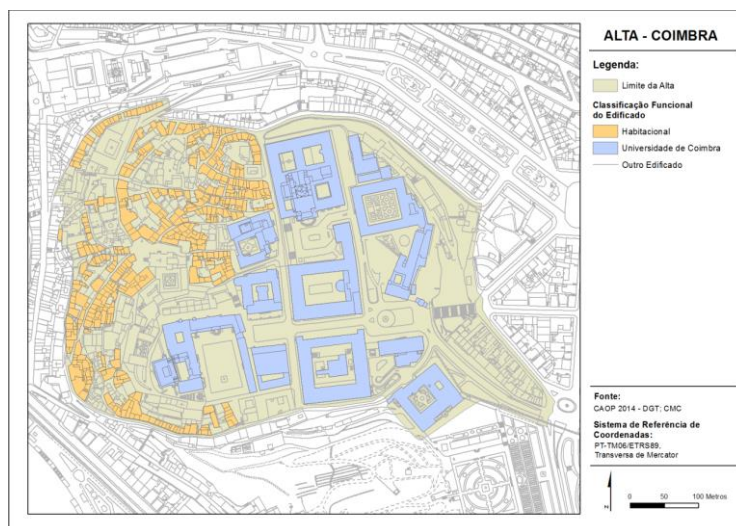 ALTA - COIMBRA
Legenda:
Limite da Alta
Classificação Funcional
do Edificado
Habitacional
Universidade de Coimbra
Outro Edificado
Fonte:
CAOP 2014 - DGT; CMC
Sistema de Referência de
Coordenadas:
PT-TM06/ETRS89,
Transversa de Mercator
0 50 100 Metros